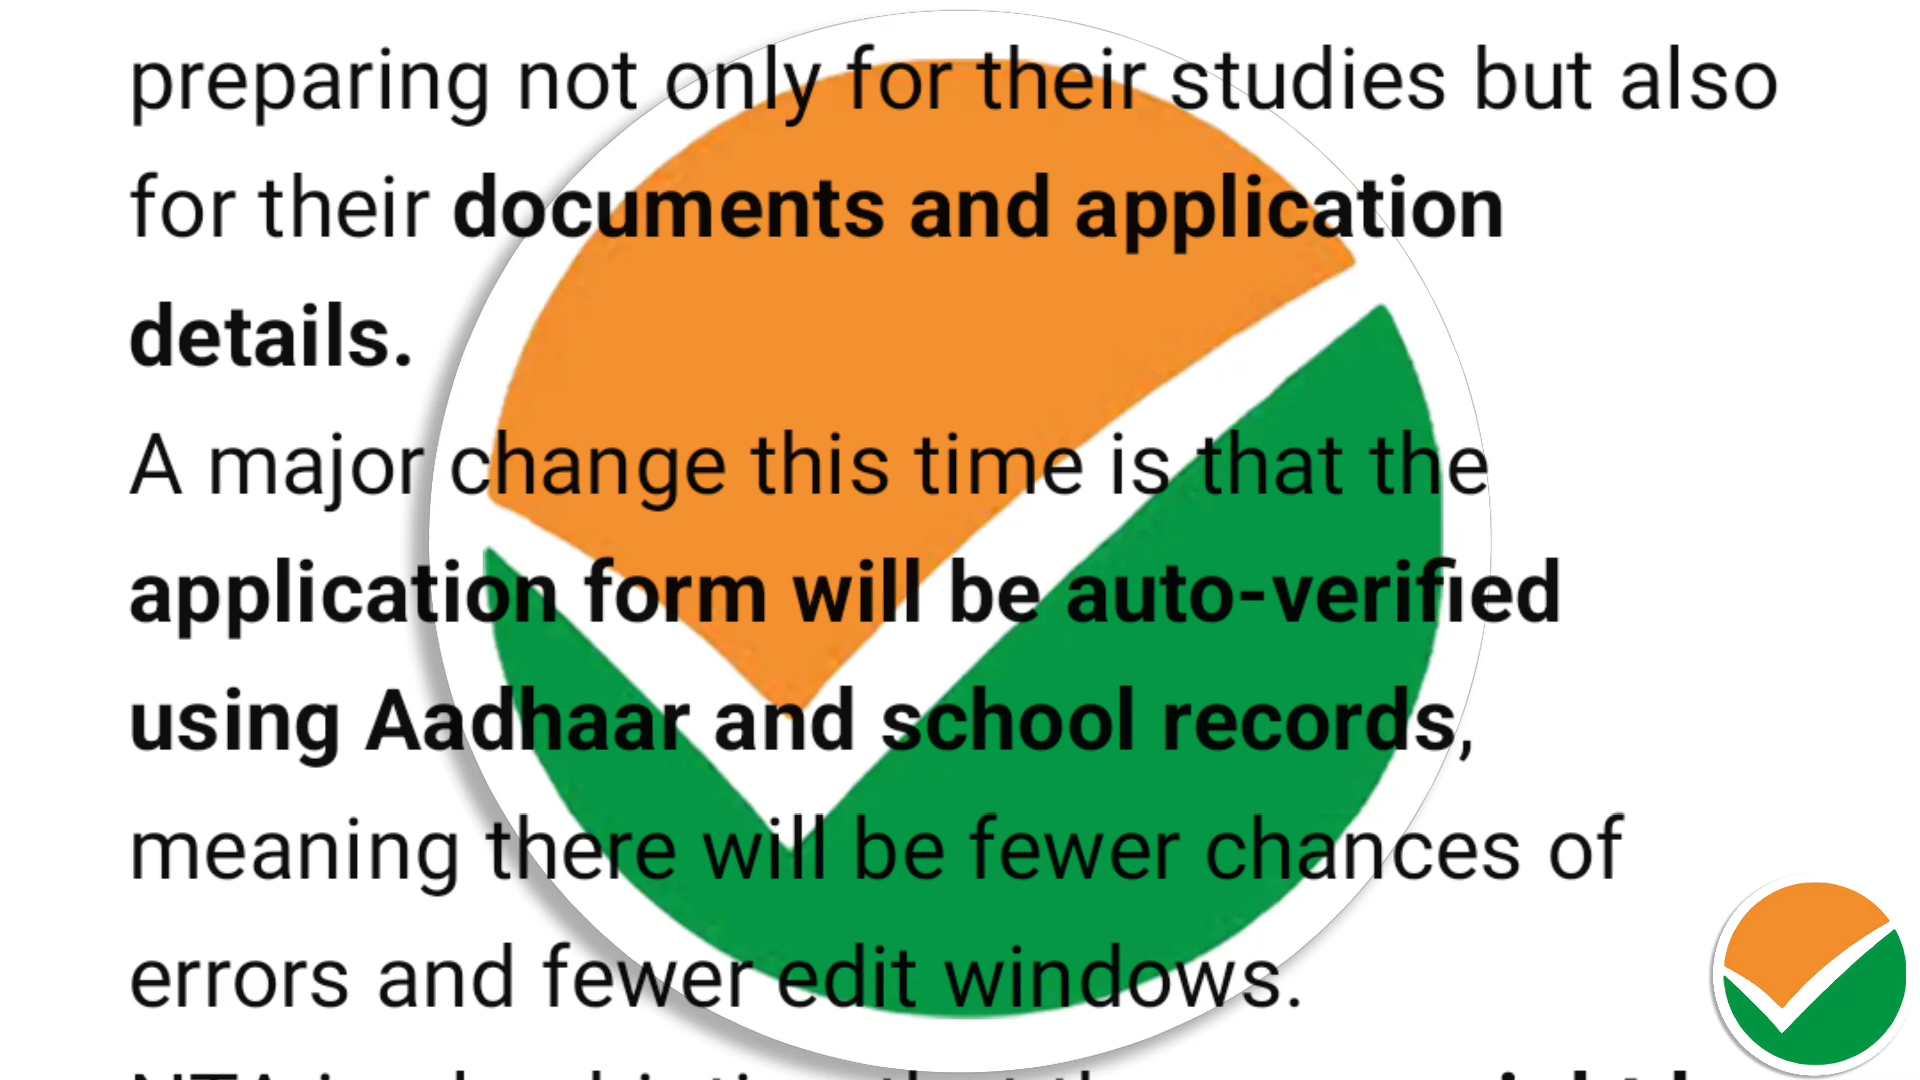 preparing not only for their studies but also
for their documents and application
details.
A major change this time is that the
application form will be auto-verified
using Aadhaar and school records,
meaning there will be fewer chances of
errors and fewer edit windows.